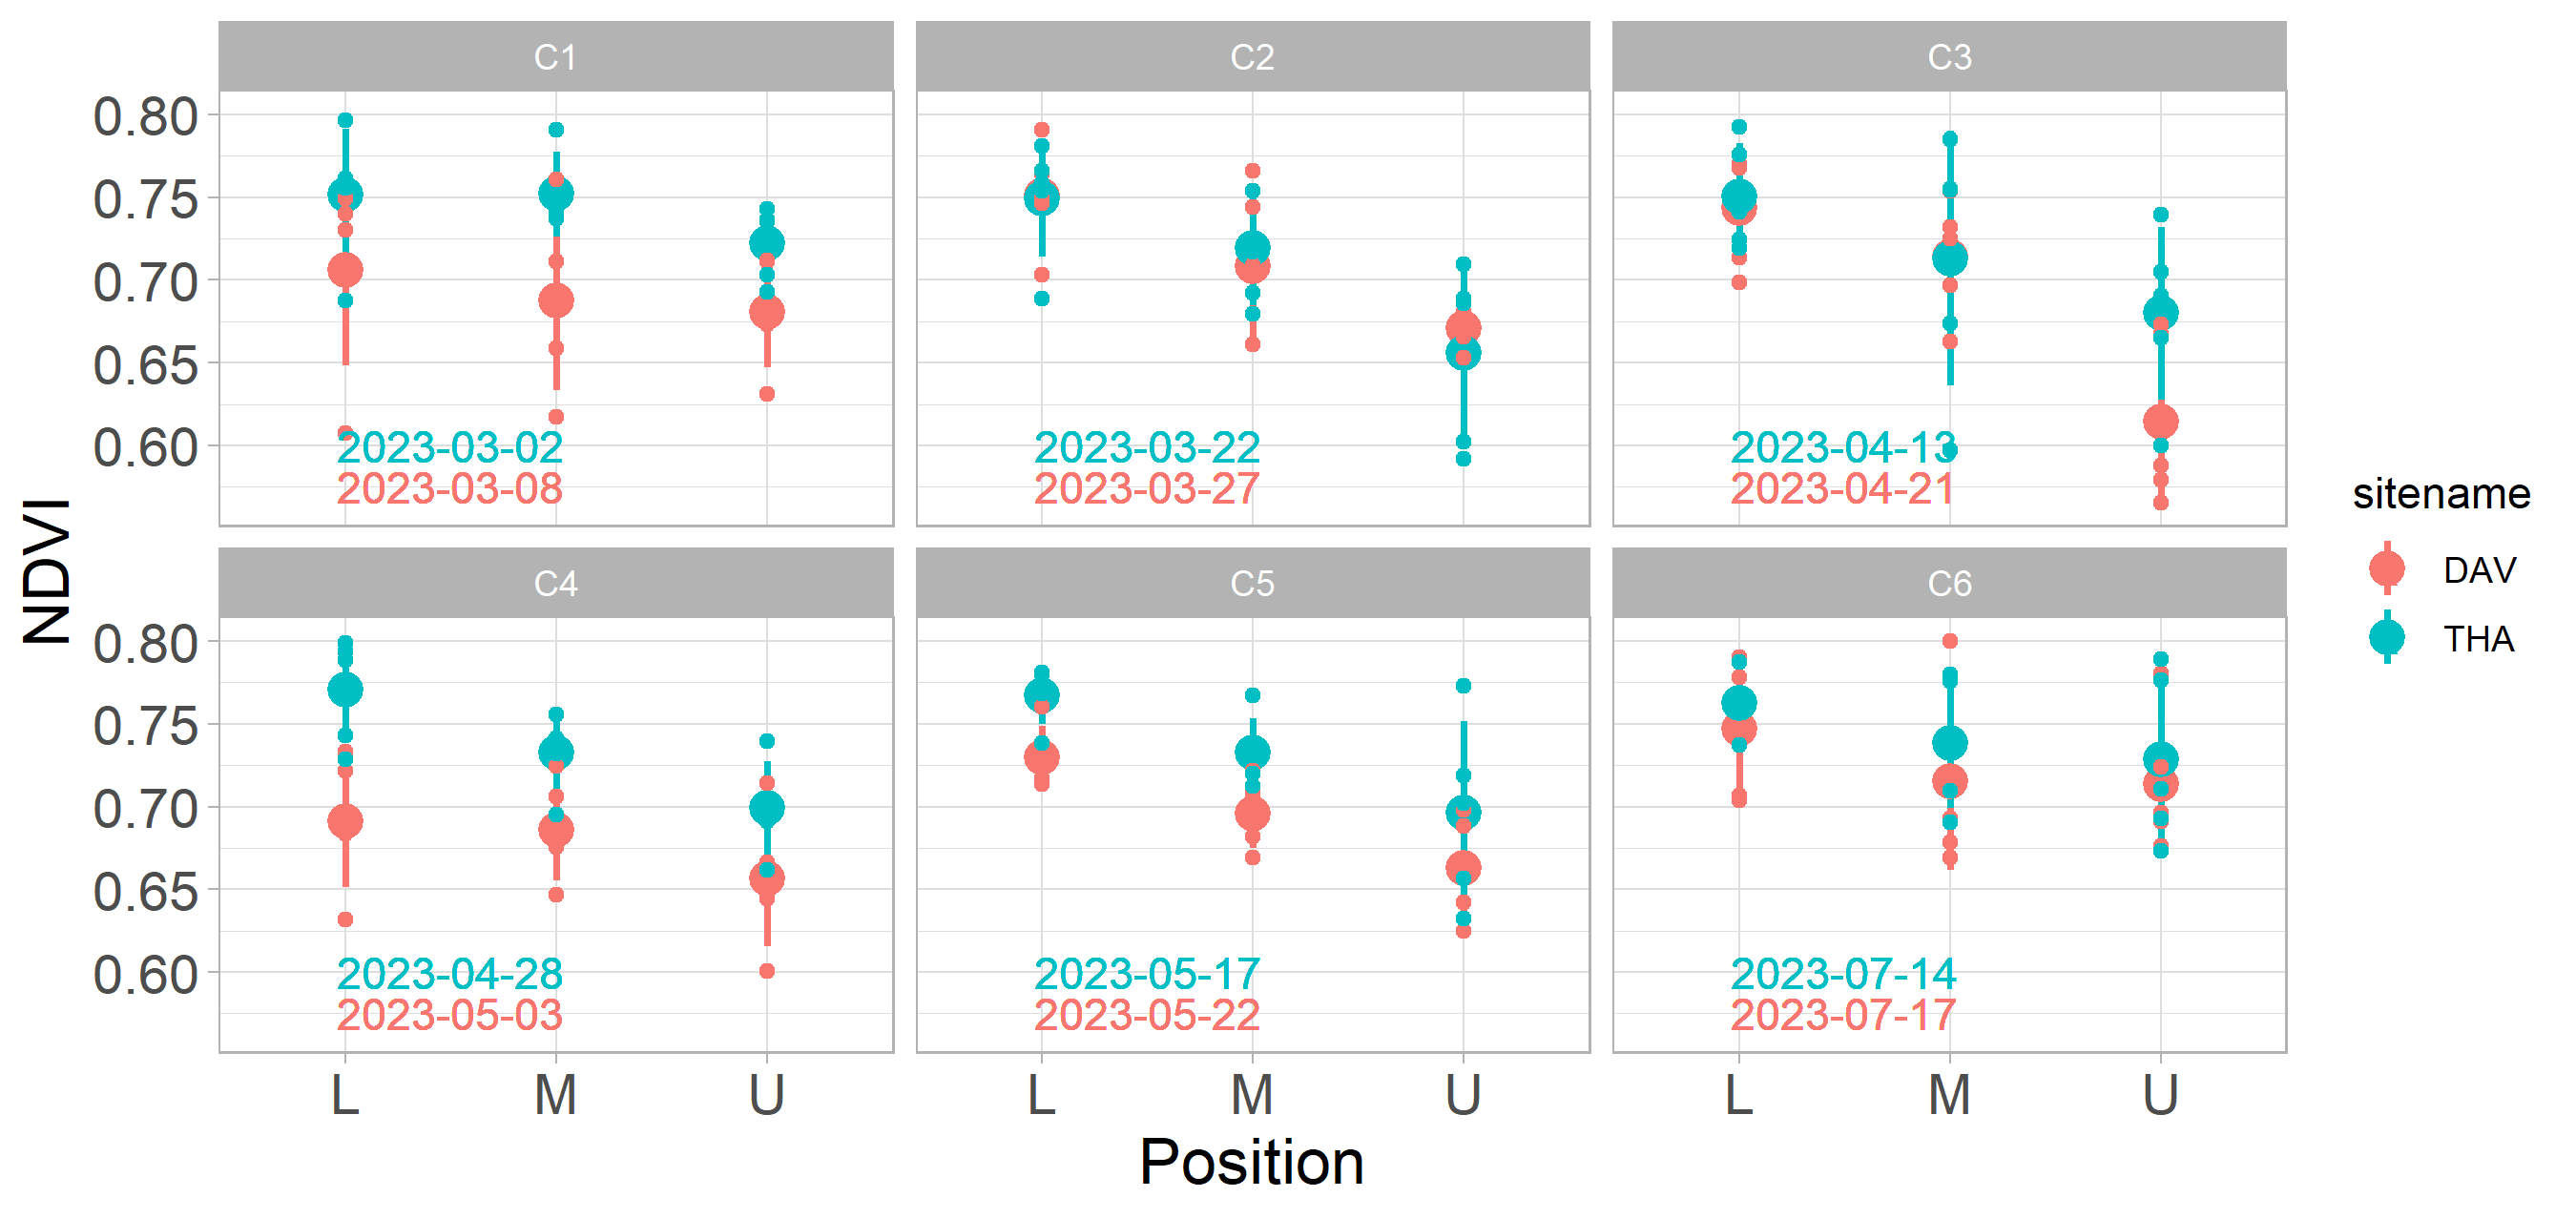 C1 C2 C3
0.80
0.75
0.70
0.65
0.60
2023-03-02 2023-03-22 2023-04-13
2023-03-08 2023-03-27 2023-04-21
NDVI
sitename
DAV
THA
C4 C5 C6
0.80
0.75
0.70
0.65
0.60
2023-04-28 2023-05-17 2023-07-14
2023-05-03 2023-05-22 2023-07-17
L M U L M U L M U
Position